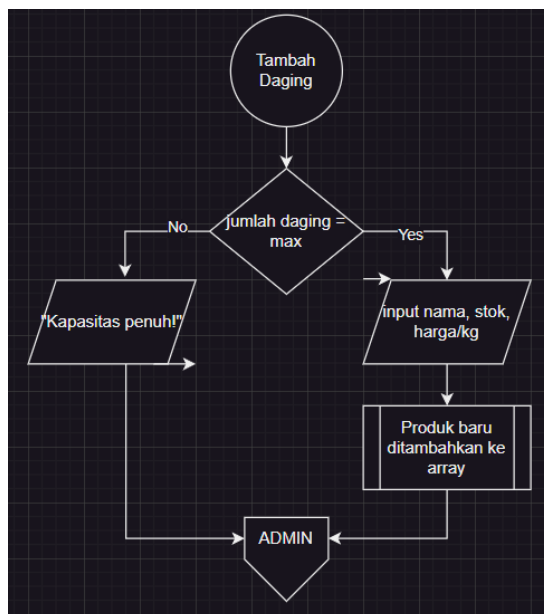 Tambah
Daging
jumlah daging =
max
No
Yes
"Kapasitas penuh!"
input nama, stok,
harga/kg
Produk baru
ditambahkan ke
array
ADMIN